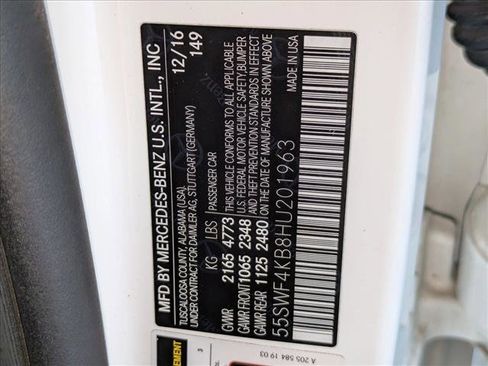 MFD BY MERCEDES-BENZ U.S. INTL., INC
TUSCALOOSA COUNTY, ALABAMA (USA),
UNDER CONTRACT FOR DAIMLER AG, STUTTGART (GERMANY)
12/16
149
KG LBS
GVWR 2165 4773
GAWR FRONT 1065 2348
GAWR REAR 1125 2480
PASSENGER CAR
THIS VEHICLE CONFORMS TO ALL APPLICABLE
U.S. FEDERAL MOTOR VEHICLE SAFETY, BUMPER
AND THEFT PREVENTION STANDARDS IN EFFECT
ON DATE OF MANUFACTURE SHOWN ABOVE
55SWF4KB8HU201963
MADE IN USA
3
A 205 584 19 03